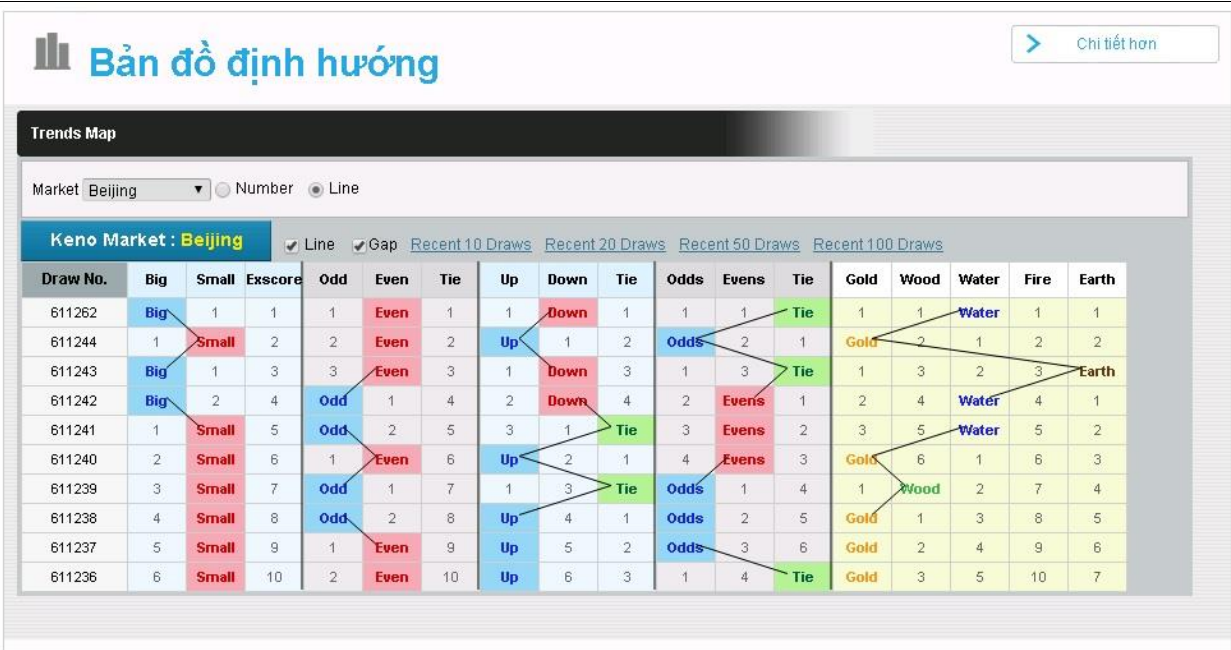 Bản đồ định hướng
Chi tiết hơn
Trends Map
Market Beijing Number Line
Keno Market : Beijing Line Gap Recent 10 Draws Recent 20 Draws Recent 50 Draws Recent 100 Draws
Draw No. Big Small Exscore Odd Even Tie Up Down Tie Odds Evens Tie Gold Wood Water Fire Earth
611262 Big 1 1 1 Even 1 1 Down 1 1 1 Tie 1 1 Water 1 1
611244 1 Small 2 2 Even 2 Up 1 2 Odds 2 1 Gold 2 1 2 2
611243 Big 1 3 3 Even 3 1 Down 3 1 3 Tie 1 3 2 3 Earth
611242 Big 2 4 Odd 1 4 2 Down 4 2 Evens 1 2 4 Water 4 1
611241 1 Small 5 Odd 2 5 3 1 Tie 3 Evens 2 3 5 Water 5 2
611240 2 Small 6 1 Even 6 Up 2 1 4 Evens 3 Gold 6 1 6 3
611239 3 Small 7 Odd 1 7 1 3 Tie Odds 1 4 1 Wood 2 7 4
611238 4 Small 8 Odd 2 8 Up 4 1 Odds 2 5 Gold 1 3 8 5
611237 5 Small 9 1 Even 9 Up 5 2 Odds 3 6 Gold 2 4 9 6
611236 6 Small 10 2 Even 10 Up 6 3 1 4 Tie Gold 3 5 10 7